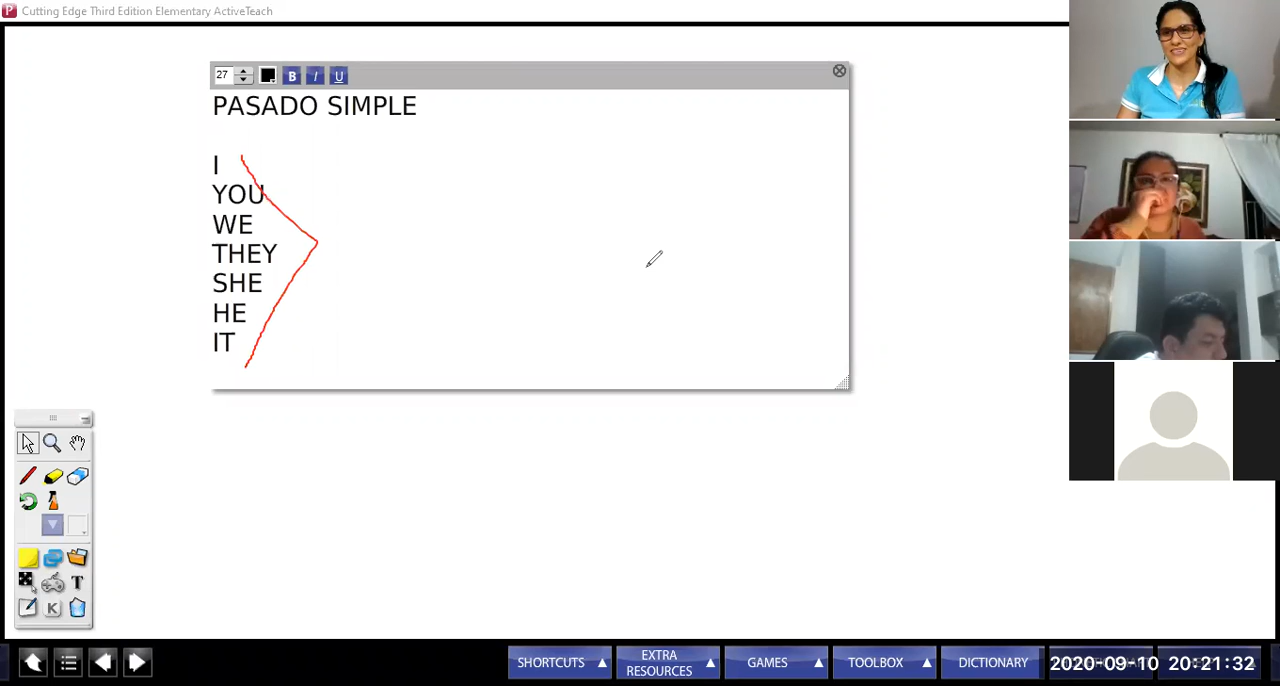 Cutting Edge Third Edition Elementary ActiveTeach
27
B I U
PASADO SIMPLE
I
YOU
WE
THEY
SHE
HE
IT
T
K
SHORTCUTS
EXTRA
RESOURCES
GAMES
TOOLBOX
DICTIONARY
2020-09-10 20:21:32